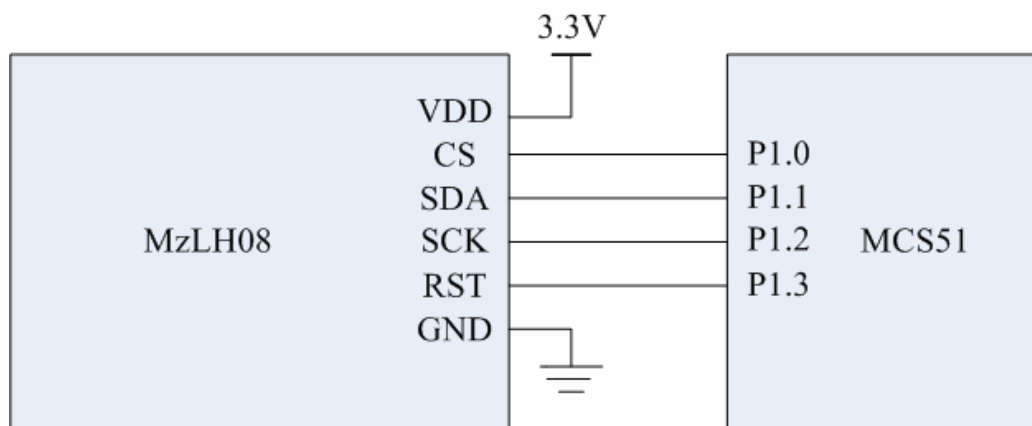 3.3V
VDD
CS
P1.0
SDA
P1.1
MzLH08
SCK
P1.2
MCS51
RST
P1.3
GND